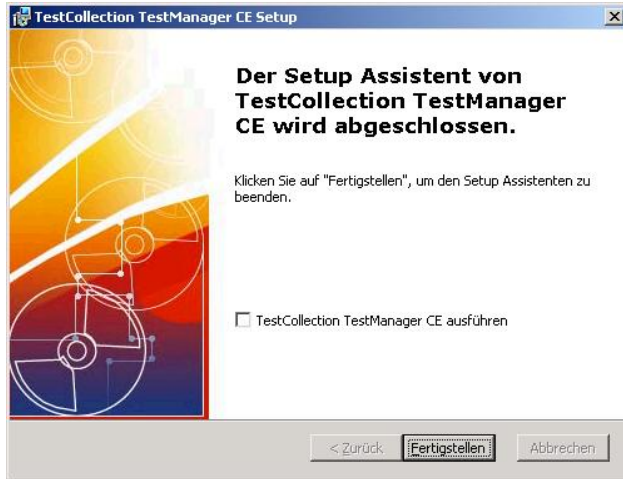 TestCollection TestManager CE Setup
Der Setup Assistent von
TestCollection TestManager
CE wird abgeschlossen.
Klicken Sie auf "Fertigstellen", um den Setup Assistenten zu
beenden.
TestCollection TestManager CE ausführen
< Zurück
Fertigstellen
Abbrechen